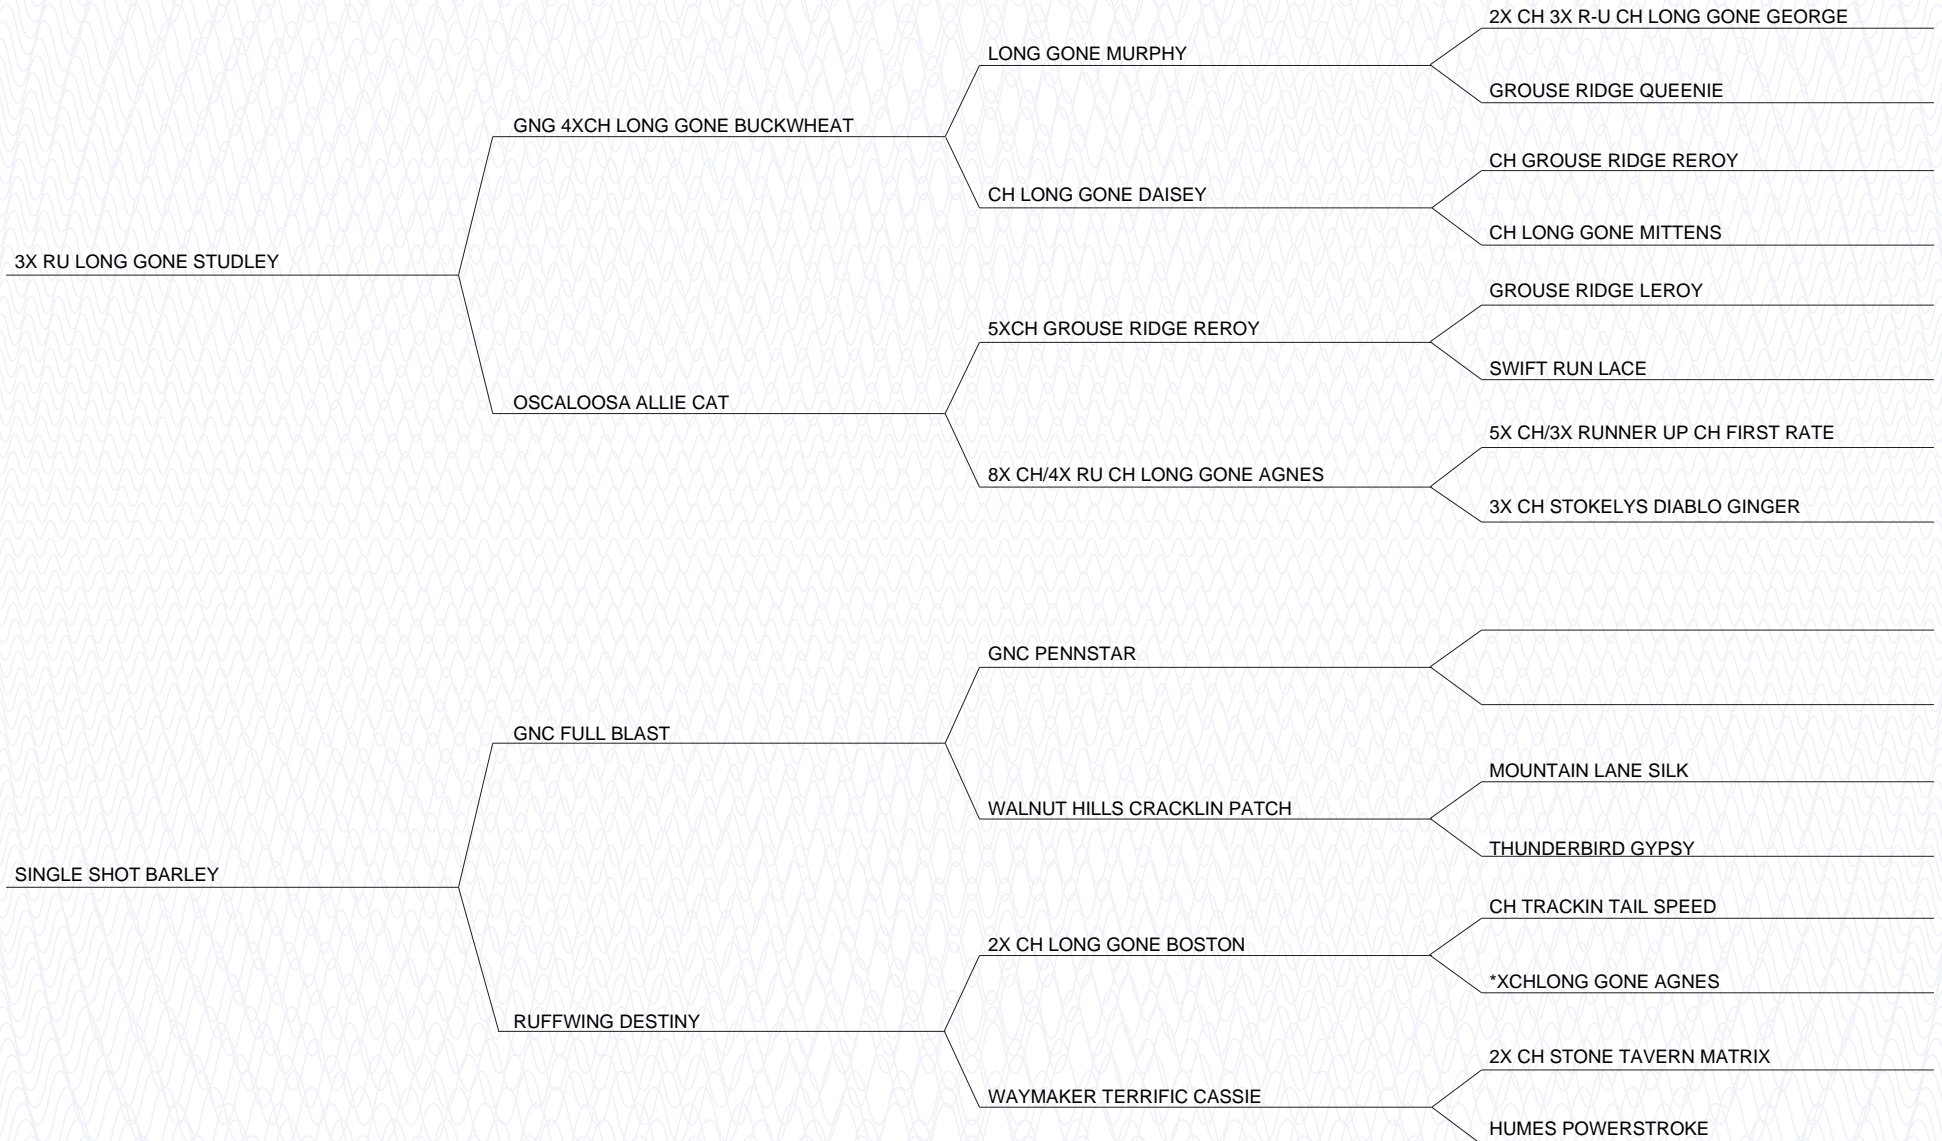 2X CH 3X R-U CH LONG GONE GEORGE
LONG GONE MURPHY
GROUSE RIDGE QUEENIE
GNG 4XCH LONG GONE BUCKWHEAT
CH GROUSE RIDGE REROY
CH LONG GONE DAISEY
CH LONG GONE MITTENS
3X RU LONG GONE STUDLEY
GROUSE RIDGE LEROY
5XCH GROUSE RIDGE REROY
SWIFT RUN LACE
OSCALOOSA ALLIE CAT
5X CH/3X RUNNER UP CH FIRST RATE
8X CH/4X RU CH LONG GONE AGNES
3X CH STOKELYS DIABLO GINGER
GNC PENNSTAR
GNC FULL BLAST
MOUNTAIN LANE SILK
WALNUT HILLS CRACKLIN PATCH
THUNDERBIRD GYPSY
SINGLE SHOT BARLEY
CH TRACKIN TAIL SPEED
2X CH LONG GONE BOSTON
*XCHLONG GONE AGNES
RUFFWING DESTINY
2X CH STONE TAVERN MATRIX
WAYMAKER TERRIFIC CASSIE
HUMES POWERSTROKE